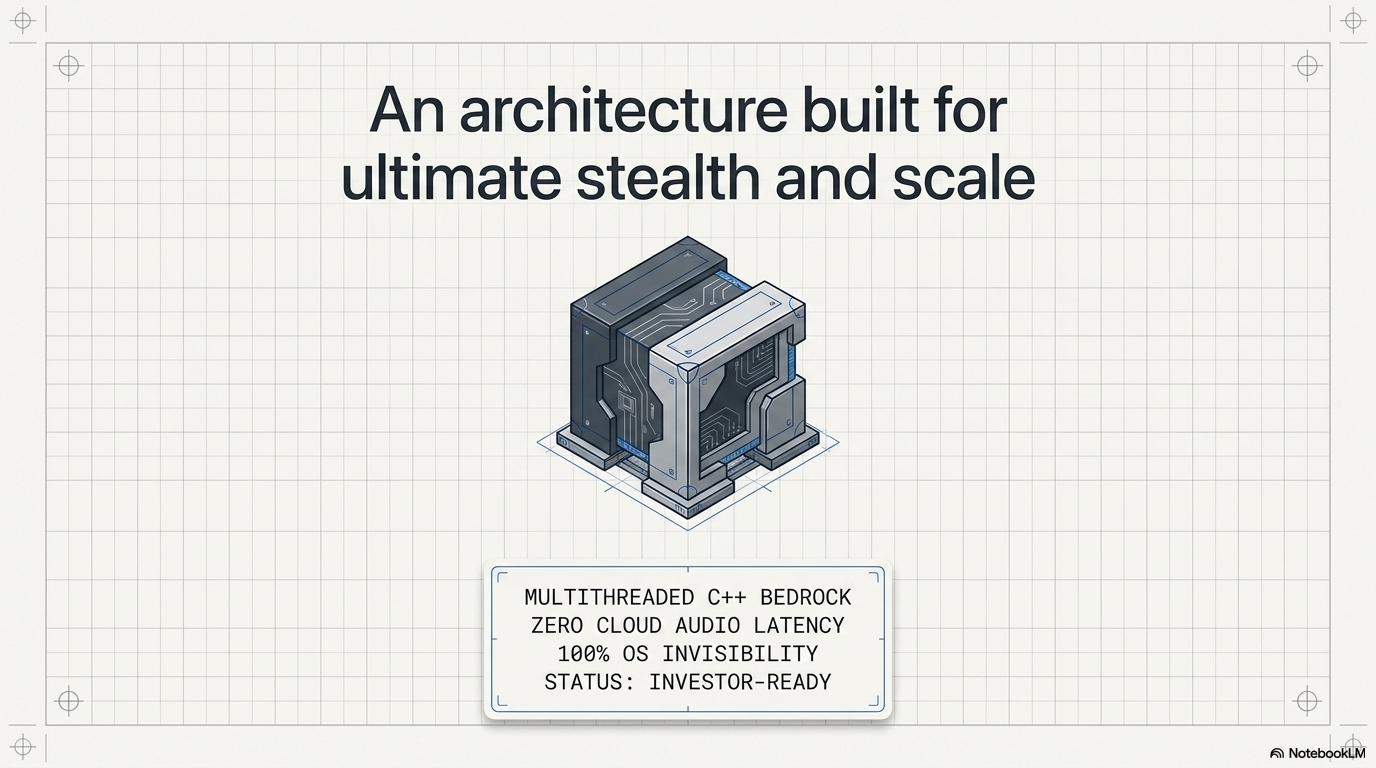 An architecture built for
ultimate stealth and scale
MULTITHREADED C++ BEDROCK
ZERO CLOUD AUDIO LATENCY
100% OS INVISIBILITY
STATUS: INVESTOR-READY
NotebookLM